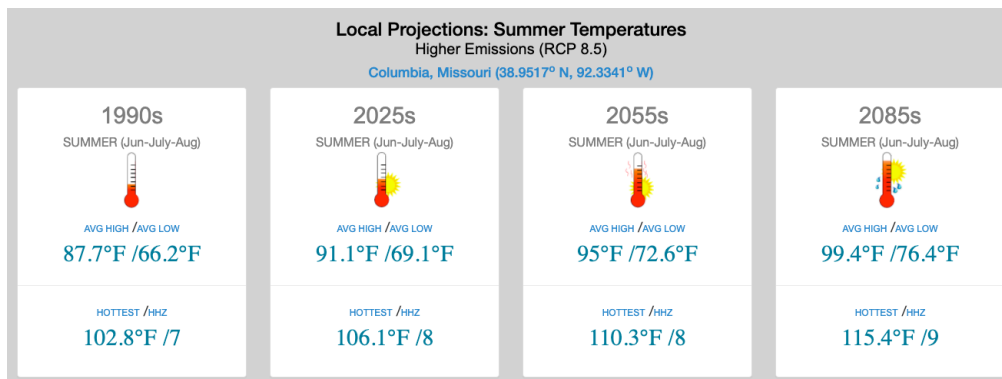 Local Projections: Summer Temperatures
Higher Emissions (RCP 8.5)
Columbia, Missouri (38.9517° N, 92.3341° W)
1990s
SUMMER (Jun-July-Aug)
AVG HIGH /AVG LOW
87.7°F /66.2°F
HOTTEST /HHZ
102.8°F /7
2025s
SUMMER (Jun-July-Aug)
AVG HIGH /AVG LOW
91.1°F /69.1°F
HOTTEST /HHZ
106.1°F /8
2055s
SUMMER (Jun-July-Aug)
AVG HIGH /AVG LOW
95°F /72.6°F
HOTTEST /HHZ
110.3°F /8
2085s
SUMMER (Jun-July-Aug)
AVG HIGH /AVG LOW
99.4°F /76.4°F
HOTTEST /HHZ
115.4°F /9